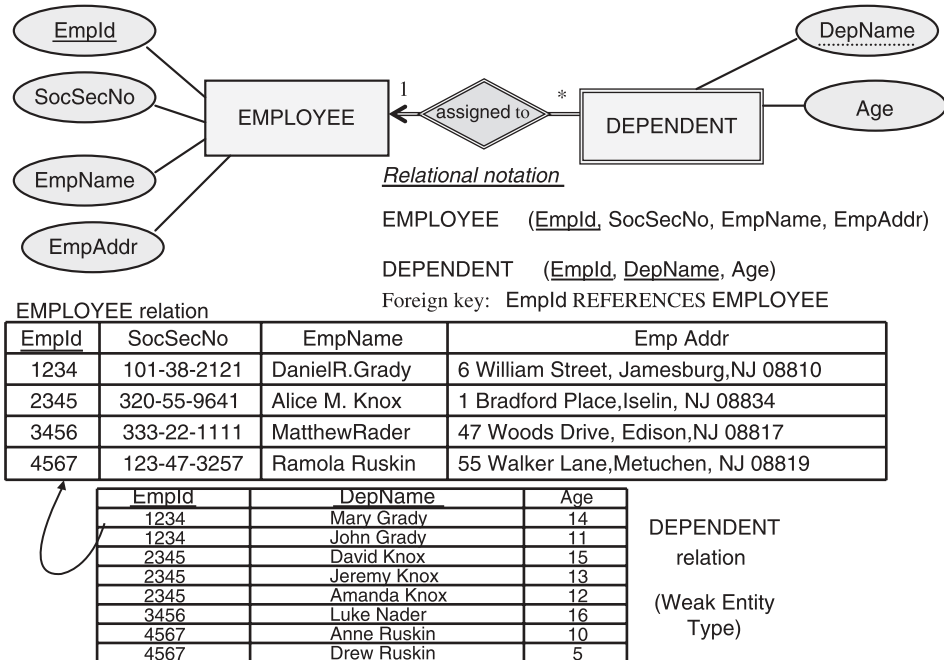 EmpId
DepName
SocSecNo
EMPLOYEE
1
assigned to
*
DEPENDENT
Age
EmpName
EmpAddr
Relational notation
EMPLOYEE (EmpId, SocSecNo, EmpName, EmpAddr)
DEPENDENT (EmpId, DepName, Age)
Foreign key: EmpId REFERENCES EMPLOYEE
EMPLOYEE relation
EmpId SocSecNo EmpName Emp Addr
1234 101-38-2121 DanielR.Grady 6 William Street, Jamesburg,NJ 08810
2345 320-55-9641 Alice M. Knox 1 Bradford Place,Iselin, NJ 08834
3456 333-22-1111 MatthewRader 47 Woods Drive, Edison,NJ 08817
4567 123-47-3257 Ramola Ruskin 55 Walker Lane,Metuchen, NJ 08819
EmpId DepName Age
1234 Mary Grady 14
1234 John Grady 11
2345 David Knox 15
2345 Jeremy Knox 13
2345 Amanda Knox 12
3456 Luke Nader 16
4567 Anne Ruskin 10
4567 Drew Ruskin 5
DEPENDENT
relation
(Weak Entity
Type)